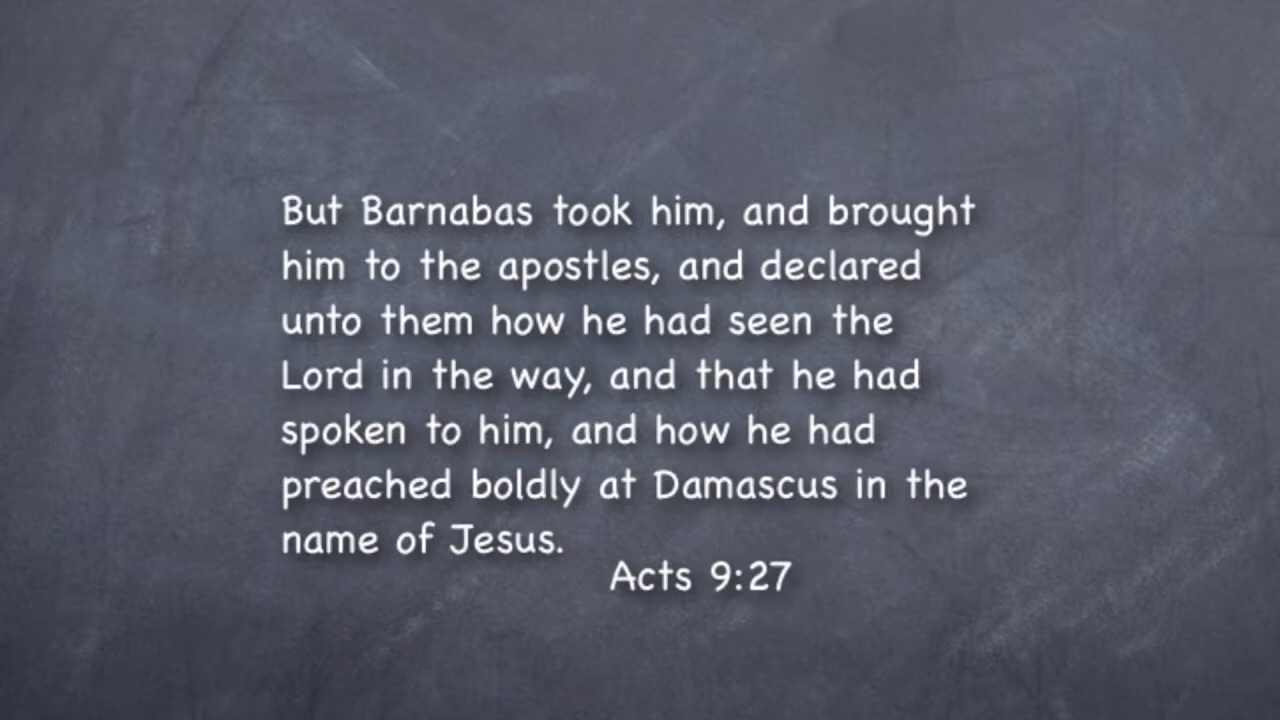 But Barnabas took him, and brought
him to the apostles, and declared
unto them how he had seen the
Lord in the way, and that he had
spoken to him, and how he had
preached boldly at Damascus in the
name of Jesus.
Acts 9:27